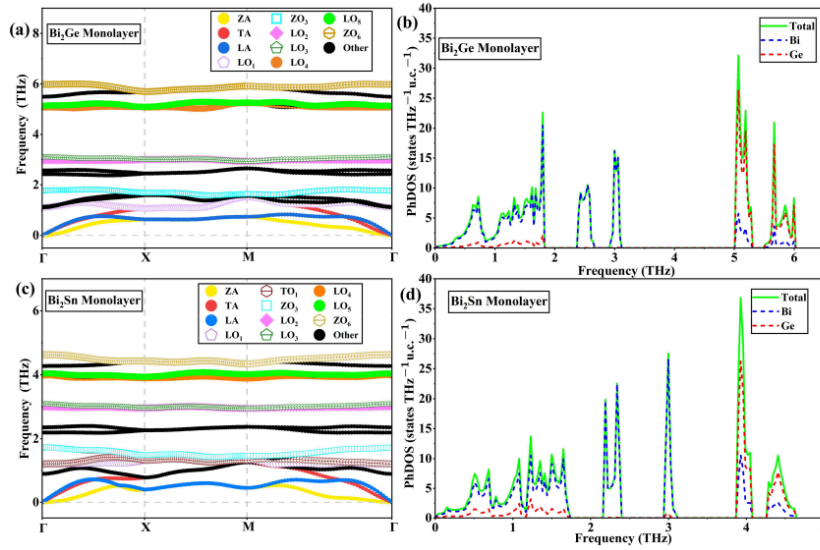 (a) Bi₂Ge Monolayer
ZA ZO₃ LO₅
TA LO₂ ZO₆
LA LO₃ Other
LO₁ LO₄
Frequency (THz)
6
4
2
0
Γ X M Γ
(b) Bi₂Ge Monolayer
Total
Bi
Ge
PhDOS (states THz⁻¹u.c.⁻¹)
40
35
30
25
20
15
10
5
0
0 1 2 3 4 5 6
Frequency (THz)
(c) Bi₂Sn Monolayer
ZA TO₁ LO₄
TA ZO₃ LO₅
LA LO₂ ZO₆
LO₁ LO₃ Other
Frequency (THz)
6
4
2
0
Γ X M Γ
(d) Bi₂Sn Monolayer
Total
Bi
Ge
PhDOS (states THz⁻¹u.c.⁻¹)
40
35
30
25
20
15
10
5
0
0 1 2 3 4
Frequency (THz)